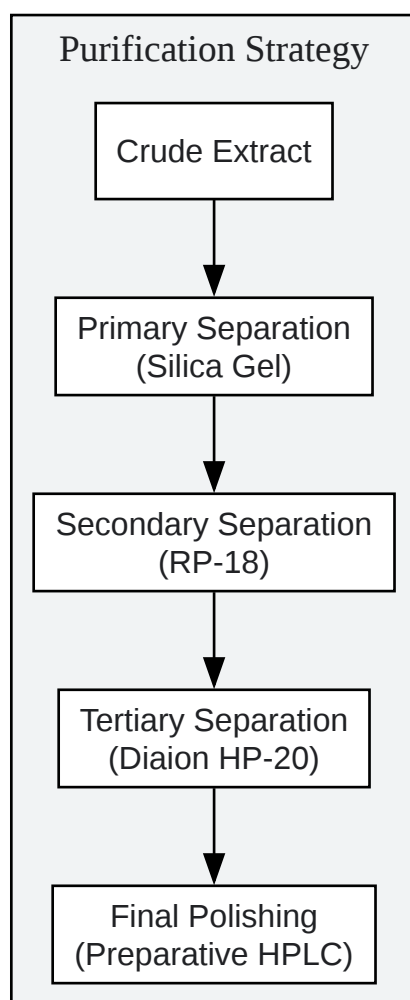 Purification Strategy
Crude Extract
Primary Separation
(Silica Gel)
Secondary Separation
(RP-18)
Tertiary Separation
(Diaion HP-20)
Final Polishing
(Preparative HPLC)